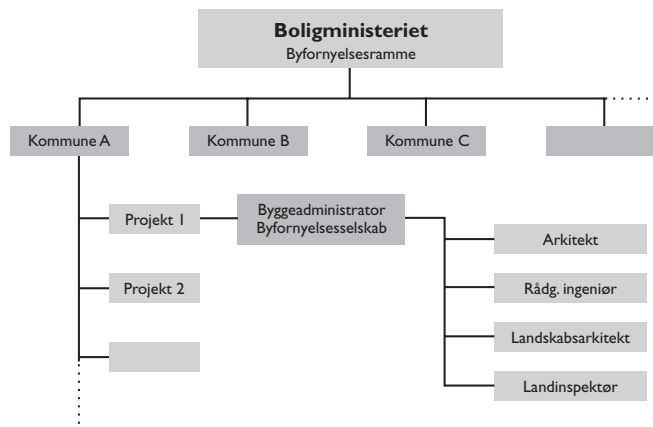 Boligministeriet
Byfornyelsesramme
Kommune A
Kommune B
Kommune C
Projekt 1
Byggeadministrator
Byfornyelsesselskab
Arkitekt
Projekt 2
Rådg. ingeniør
Landskabsarkitekt
Landinspektør